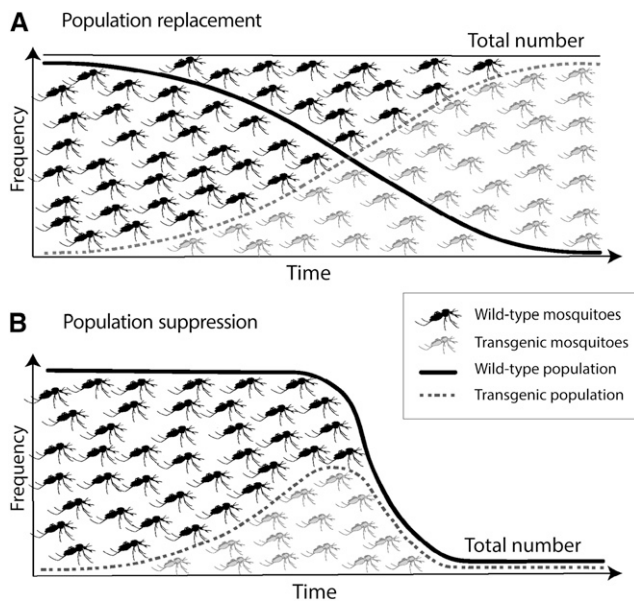 A Population replacement
Total number
Frequency
Time
B Population suppression
Wild-type mosquitoes
Transgenic mosquitoes
Wild-type population
Transgenic population
Frequency
Total number
Time